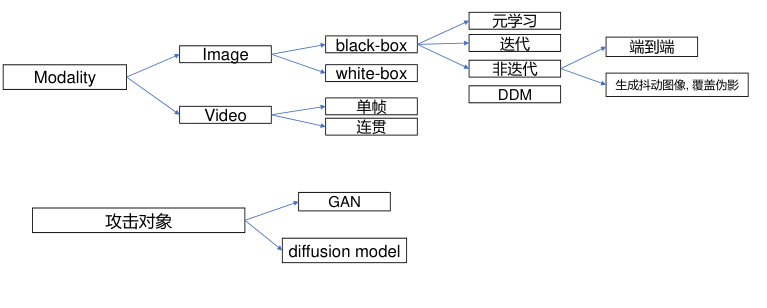 Modality
Image
Video
black-box
white-box
单帧
连贯
元学习
迭代
非迭代
DDM
端到端
生成抖动图像, 覆盖伪影
攻击对象
GAN
diffusion model